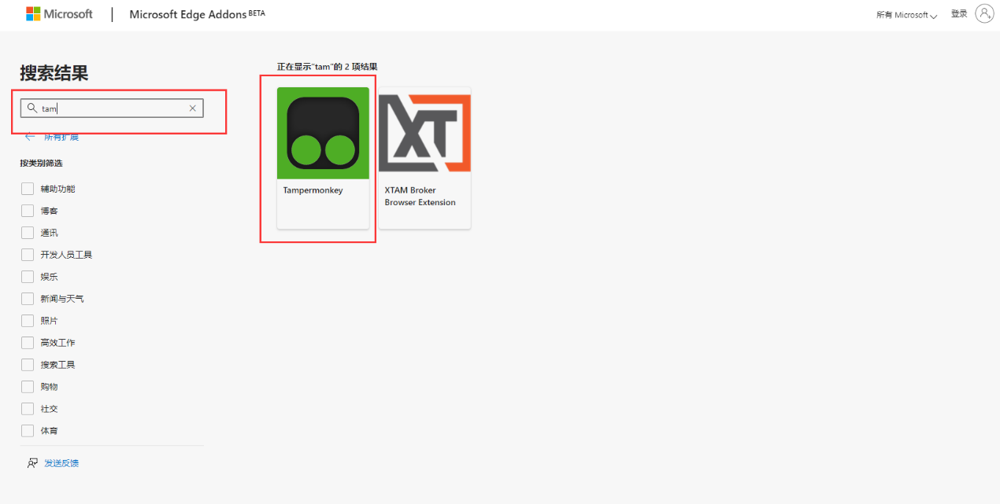 Microsoft
Microsoft Edge Addons BETA
所有 Microsoft
登录
搜索结果
tam
所有扩展
按类别筛选
辅助功能
博客
通讯
开发人员工具
娱乐
新闻与天气
照片
高效工作
搜索工具
购物
社交
体育
发送反馈
正在显示"tam"的 2 项结果
Tampermonkey
XT
XTAM Broker
Browser Extension